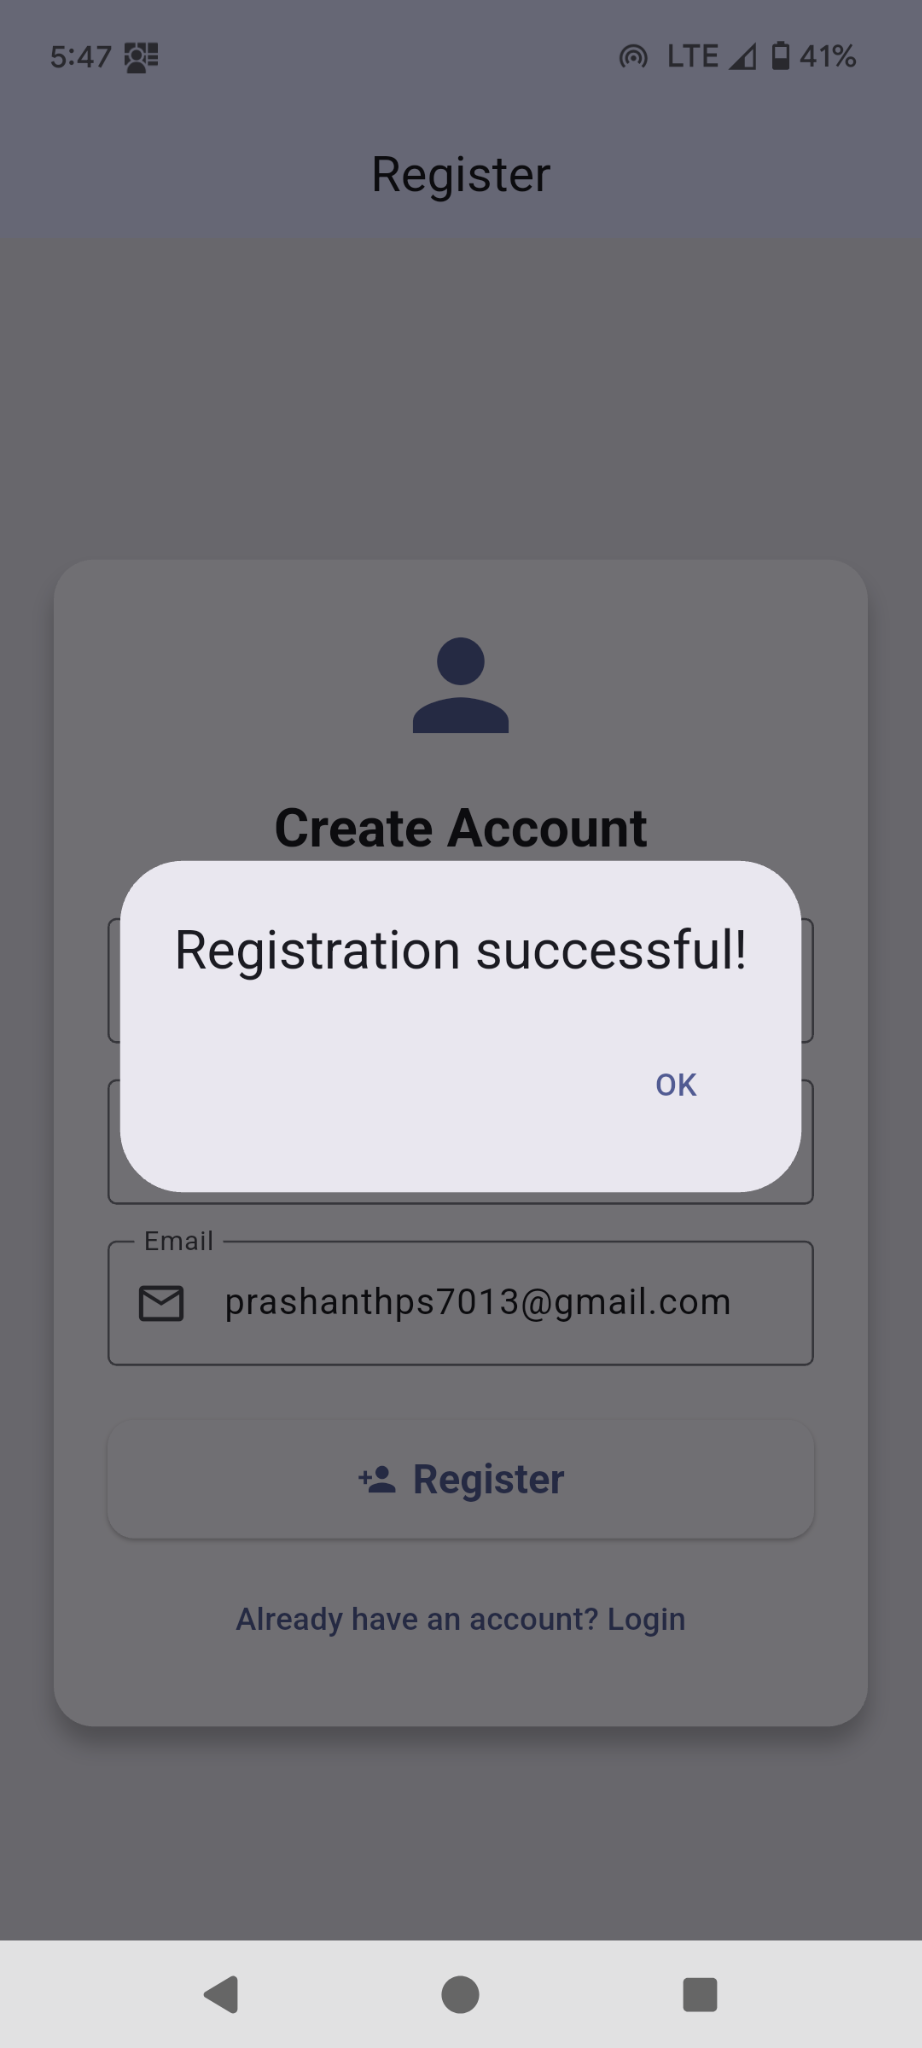 5:47
LTE 41%
Register
Create Account
Registration successful!
OK
Email
prashanthps7013@gmail.com
Register
Already have an account? Login